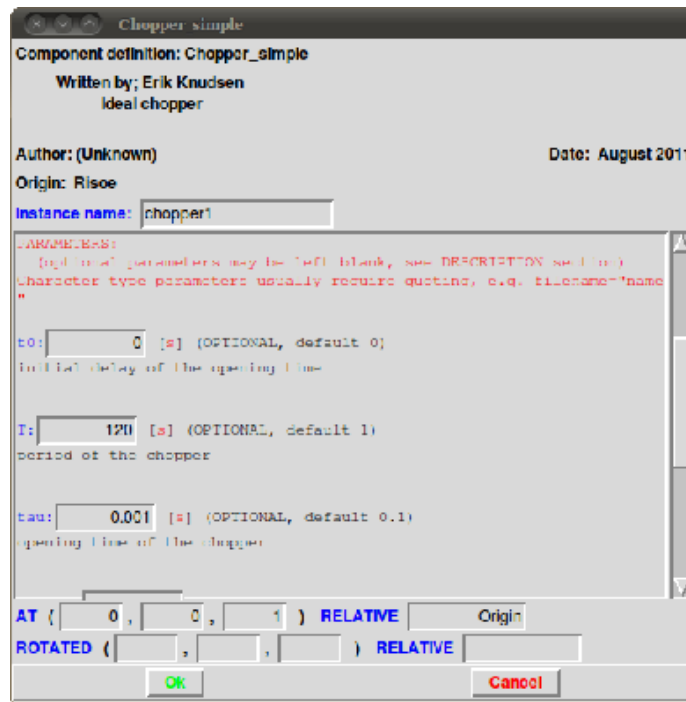 Chopper simple
Component definition: Chopper_simple
Written by; Erik Knudsen
Ideal chopper
Author: (Unknown)
Date: August 2011
Origin: Risoe
Instance name: chopper1
PARAMETERS:
(optional parameters may be left blank, see DESCRIPTION section)
Character type parameters usually require quoting, e.g. filename="name
"
t0: 0 [s] (OPTIONAL, default 0)
initial delay of the opening time
T: 120 [s] (OPTIONAL, default 1)
period of the chopper
tau: 0.001 [s] (OPTIONAL, default 0.1)
opening time of the chopper
AT ( 0 , 0 , 1 ) RELATIVE Origin
ROTATED ( , , ) RELATIVE
Ok Cancel